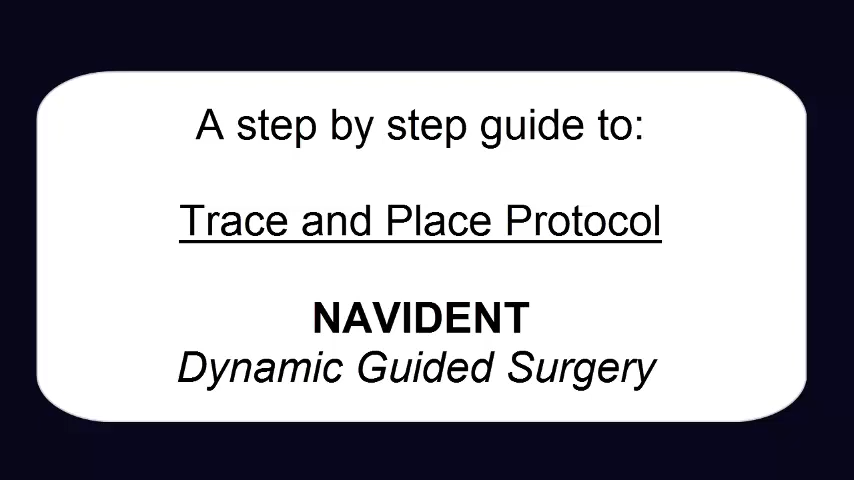 A step by step guide to:
Trace and Place Protocol
NAVIDENT
Dynamic Guided Surgery